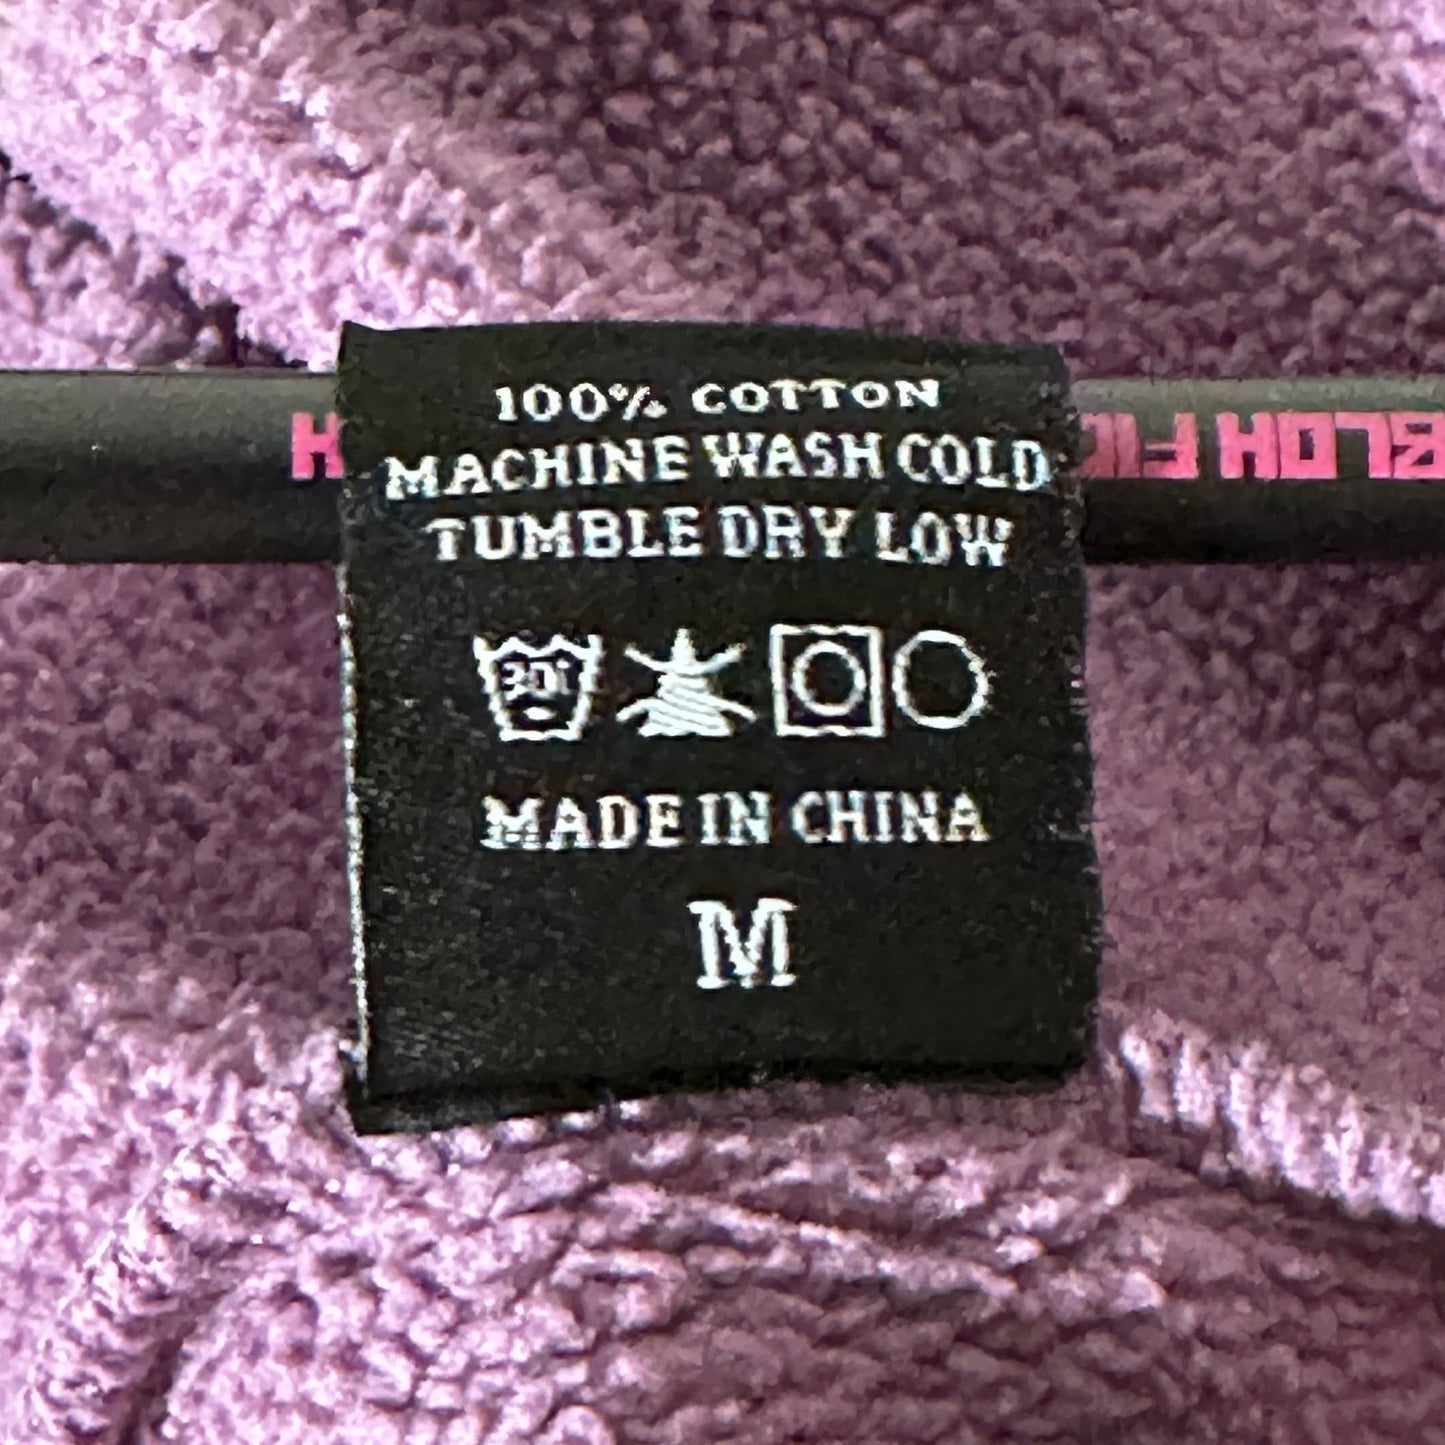 100% COTTON
MACHINE WASH COLD
TUMBLE DRY LOW
MADE IN CHINA
M